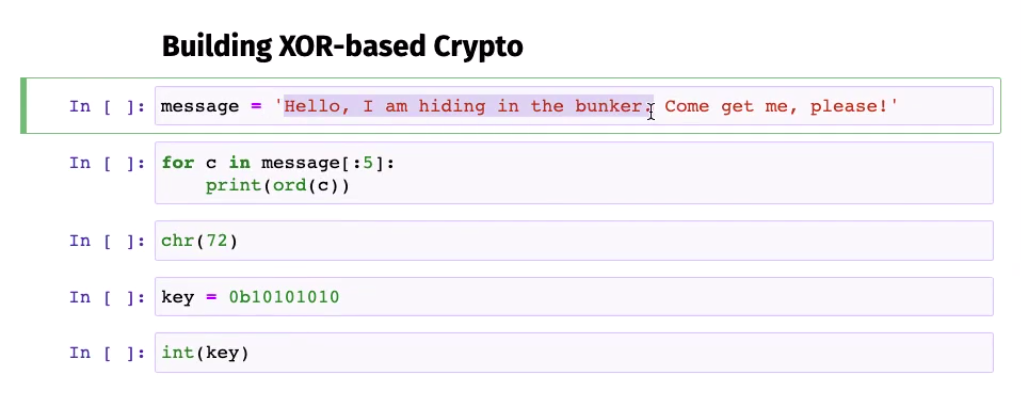 Building XOR-based Crypto
In [ ]: message = 'Hello, I am hiding in the bunker. Come get me, please!'
In [ ]: for c in message[:5]:
print(ord(c))
In [ ]: chr(72)
In [ ]: key = 0b10101010
In [ ]: int(key)